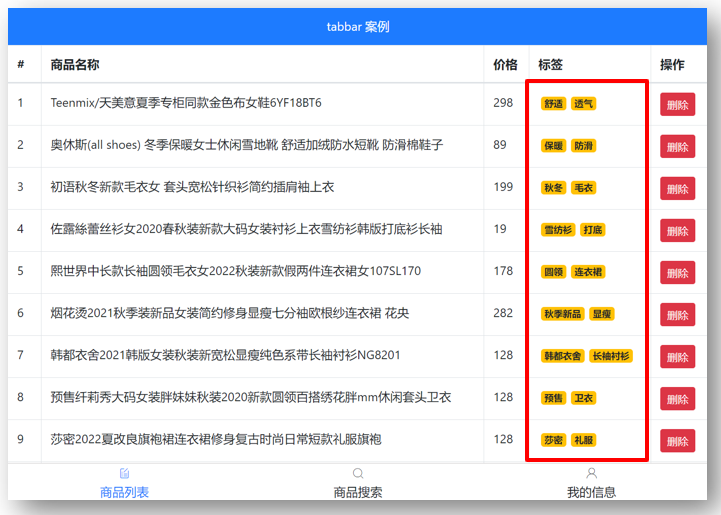 tabbar 案例
# 商品名称 价格 标签 操作
1 Teenmix/天美意夏季专柜同款金色布女鞋6YF18BT6 298 舒适 透气 删除
2 奥休斯(all shoes) 冬季保暖女士休闲雪地靴 舒适加绒防水短靴 防滑棉鞋子 89 保暖 防滑 删除
3 初语秋冬新款毛衣女 套头宽松针织衫简约插肩袖上衣 199 秋冬 毛衣 删除
4 佐露絲蕾丝衫女2020春秋装新款大码女装衬衫上衣雪纺衫韩版打底衫长袖 19 雪纺衫 打底 删除
5 熙世界中长款长袖圆领毛衣女2022秋装新款假两件连衣裙女107SL170 178 圆领 连衣裙 删除
6 烟花烫2021秋季装新品女装简约修身显瘦七分袖欧根纱连衣裙 花央 282 秋季新品 显瘦 删除
7 韩都衣舍2021韩版女装秋装新宽松显瘦纯色系带长袖衬衫NG8201 128 韩都衣舍 长袖衬衫 删除
8 预售纤莉秀大码女装胖妹妹秋装2020新款圆领百搭绣花胖mm休闲套头卫衣 128 预售 卫衣 删除
9 莎密2022夏改良旗袍裙连衣裙修身复古时尚日常短款礼服旗袍 128 莎密 礼服 删除
商品列表 商品搜索 我的信息